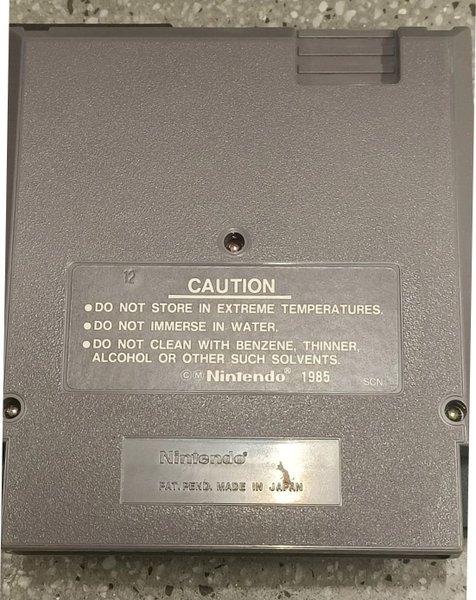 12
CAUTION
●DO NOT STORE IN EXTREME TEMPERATURES.
●DO NOT IMMERSE IN WATER.
●DO NOT CLEAN WITH BENZENE, THINNER,
ALCOHOL OR OTHER SUCH SOLVENTS.
©Ⓜ Nintendo® 1985
SCN
Nintendo®
PAT. PEND. MADE IN JAPAN